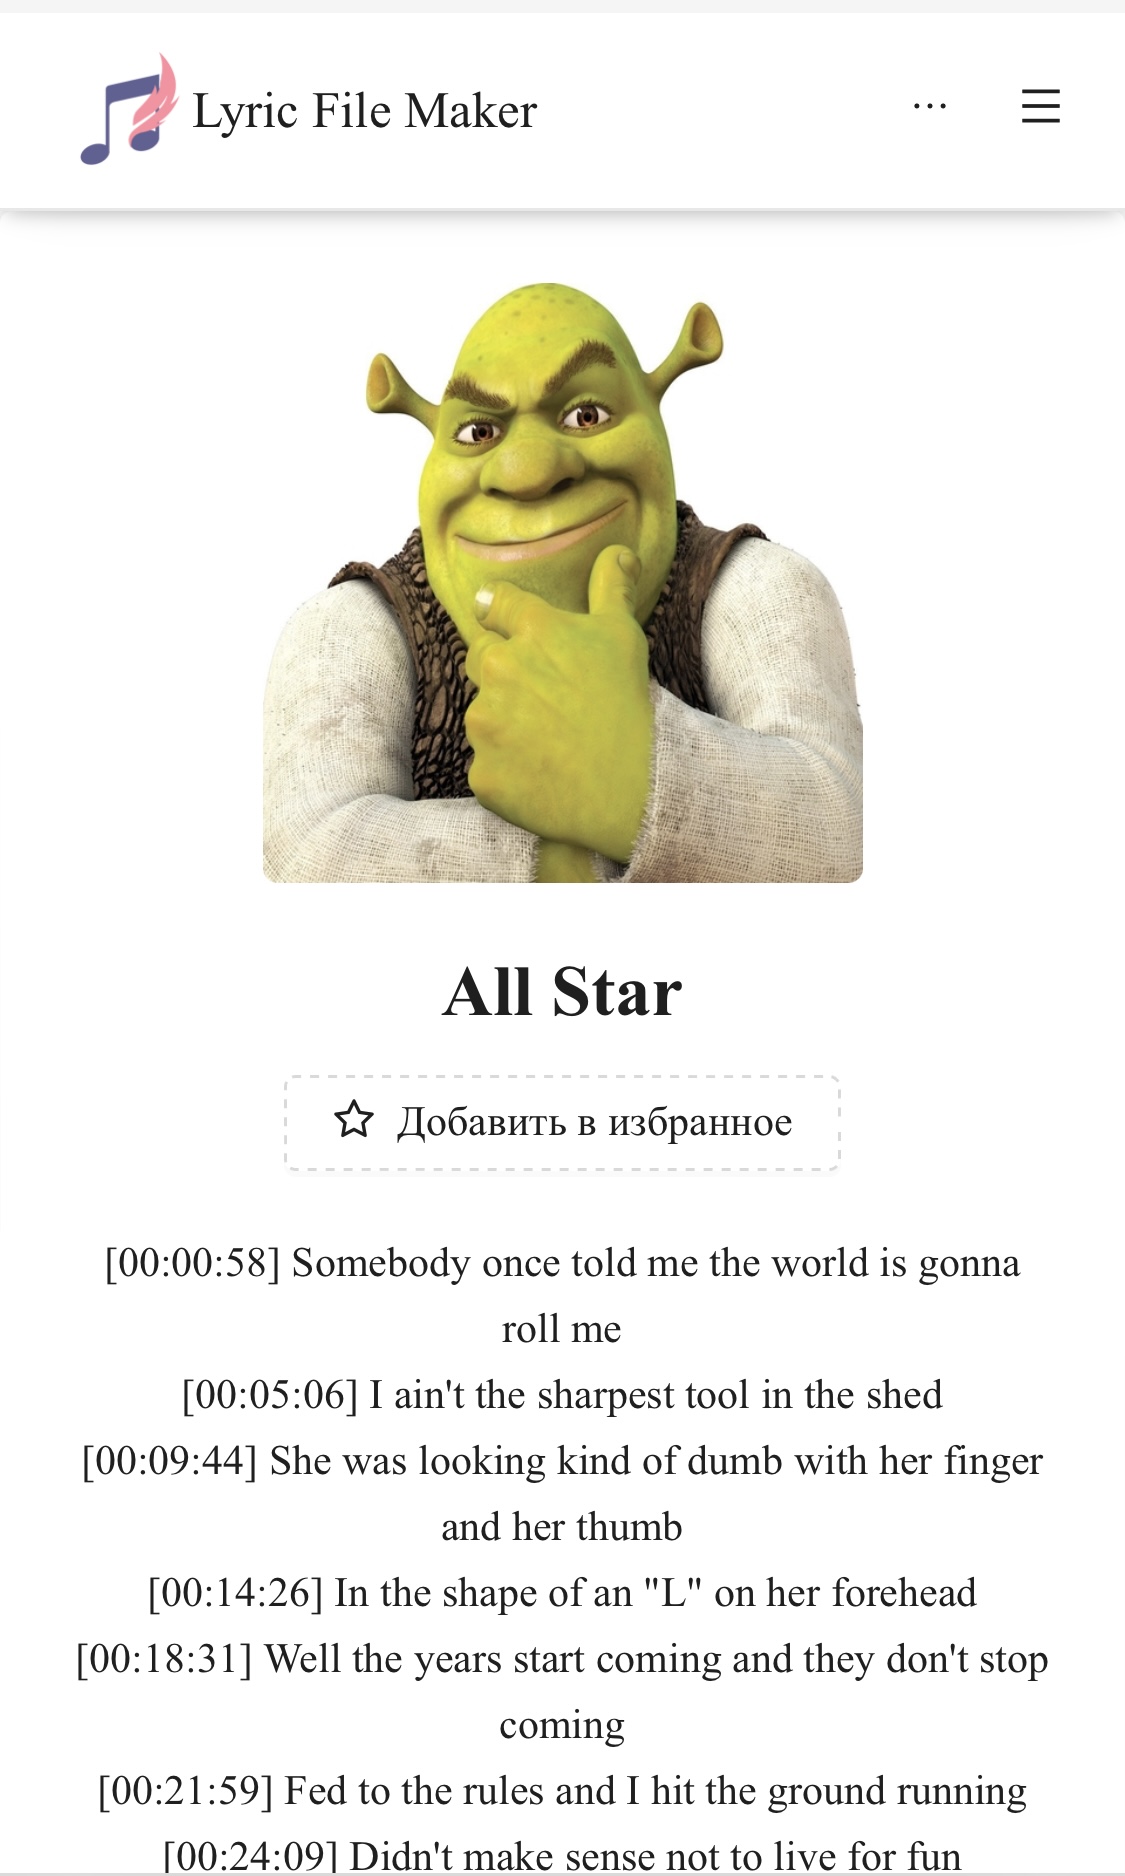 Lyric File Maker
All Star
Добавить в избранное
[00:00:58] Somebody once told me the world is gonna
roll me
[00:05:06] I ain't the sharpest tool in the shed
[00:09:44] She was looking kind of dumb with her finger
and her thumb
[00:14:26] In the shape of an "L" on her forehead
[00:18:31] Well the years start coming and they don't stop
coming
[00:21:59] Fed to the rules and I hit the ground running
[00:24:09] Didn't make sense not to live for fun